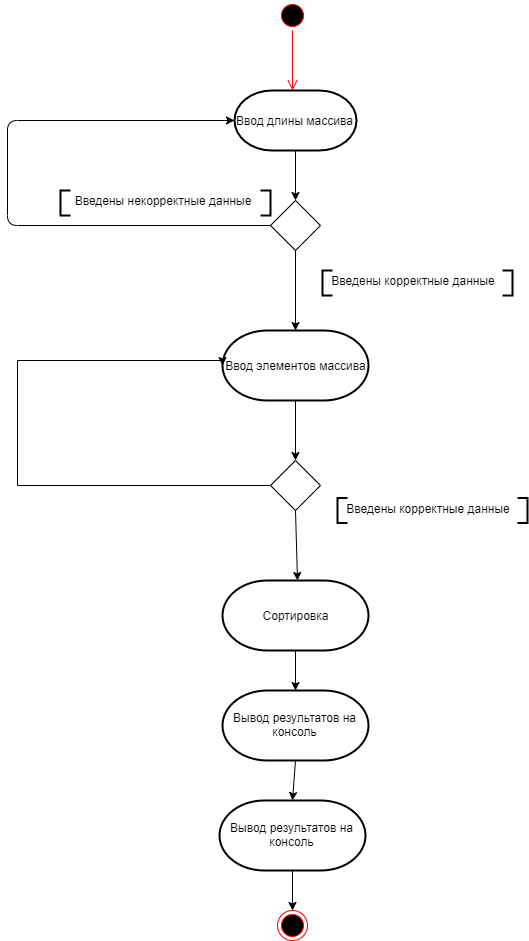 Ввод длины массива
Введены некорректные данные
Введены корректные данные
Ввод элементов массива
Введены корректные данные
Сортировка
Вывод результатов на
консоль
Вывод результатов на
консоль